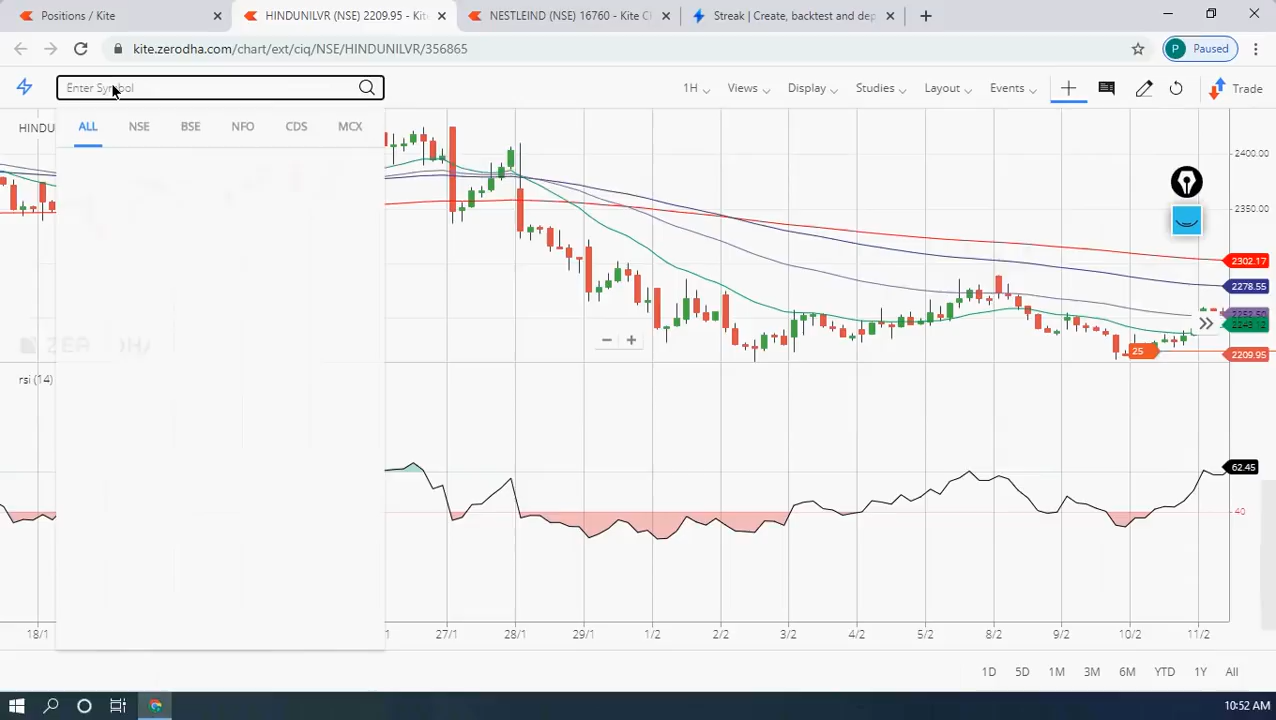 Positions / Kite
HINDUNILVR (NSE) 2209.95 - Kite
NESTLEIND (NSE) 16760 - Kite C
Streak | Create, backtest and dep
kite.zerodha.com/chart/ext/ciq/NSE/HINDUNILVR/356865
P Paused
Enter Symbol
1H Views Display Studies Layout Events Trade
HINDU
ALL NSE BSE NFO CDS MCX
2400.00
2350.00
2302.17
2278.55
2209.95
25
rsi (14)
62.45
40
18/1 27/1 28/1 29/1 1/2 2/2 3/2 4/2 5/2 8/2 9/2 10/2 11/2
1D 5D 1M 3M 6M YTD 1Y All
10:52 AM